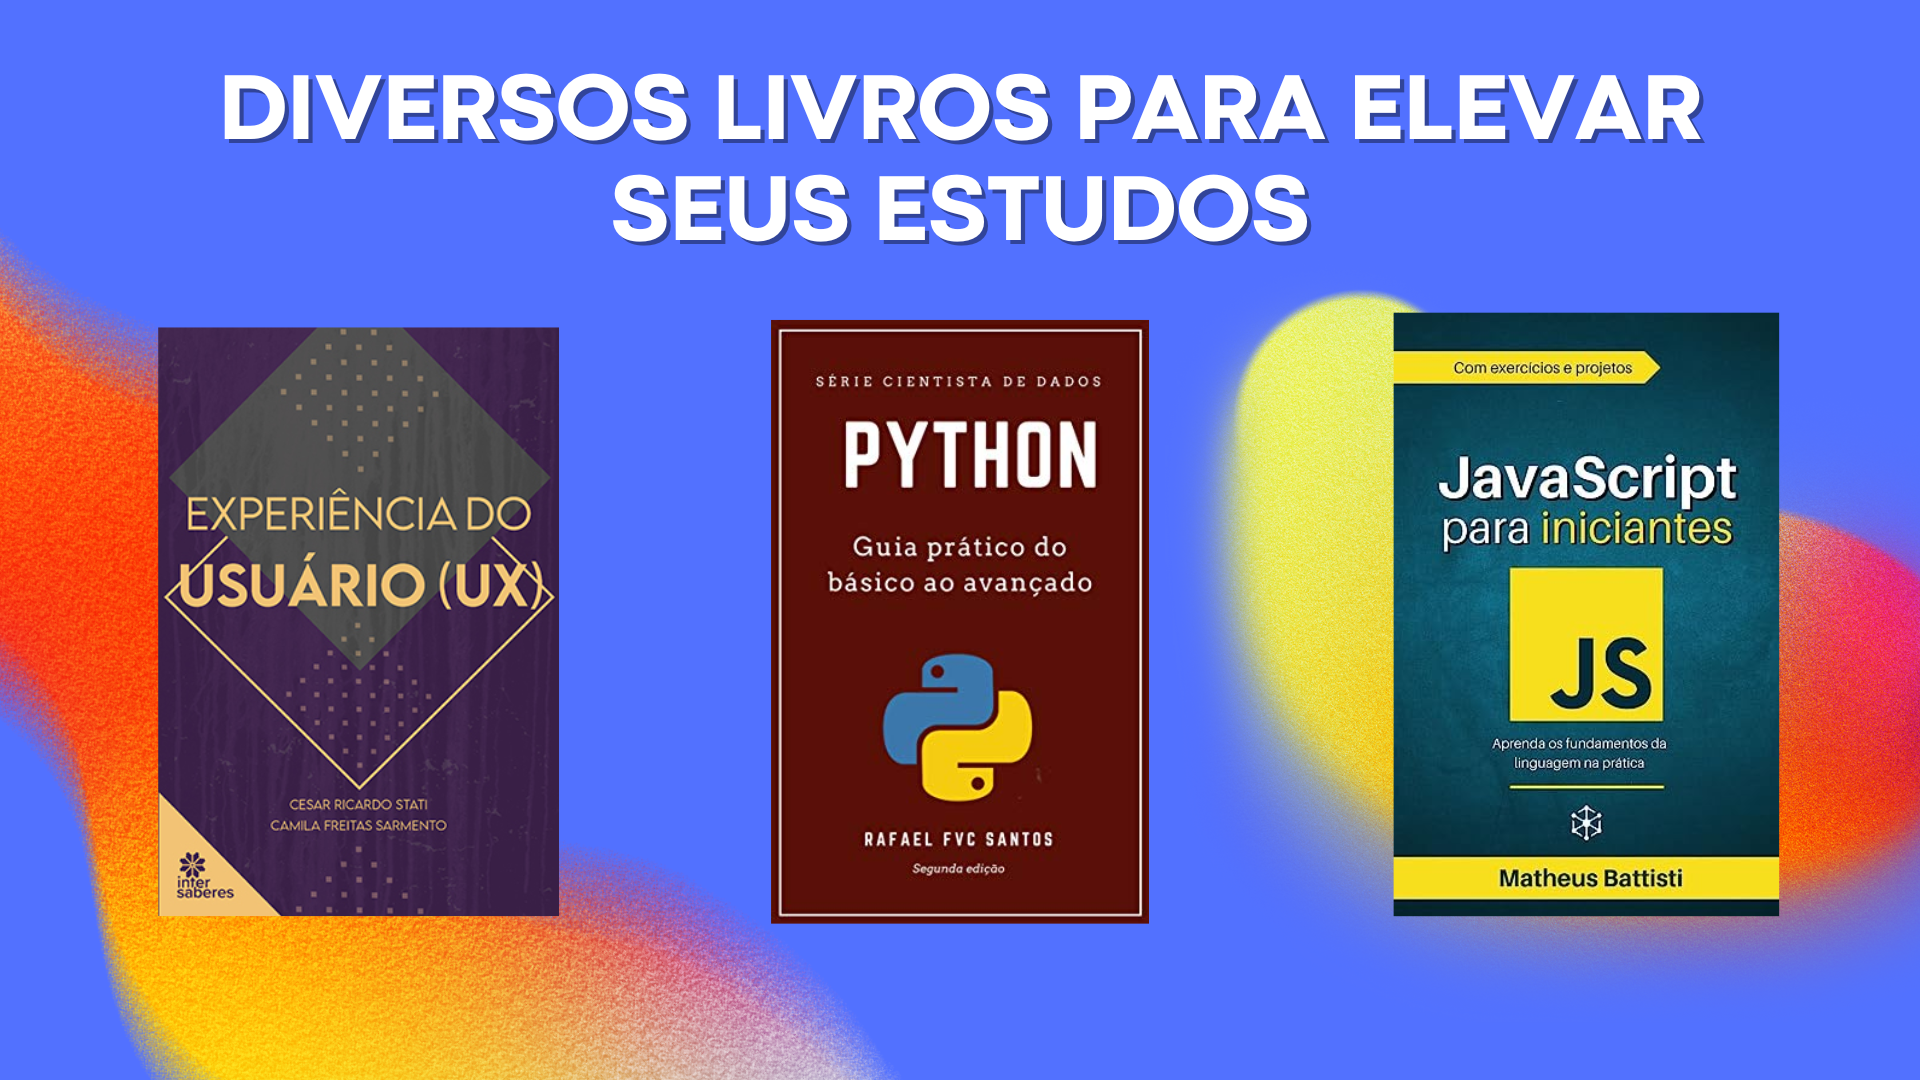 DIVERSOS LIVROS PARA ELEVAR
SEUS ESTUDOS
EXPERIÊNCIA DO
USUÁRIO (UX)
CESAR RICARDO STATI
CAMILA FREITAS SARMENTO
inter
saberes
SÉRIE CIENTISTA DE DADOS
PYTHON
Guia prático do
básico ao avançado
RAFAEL FVC SANTOS
Segunda edição
Com exercícios e projetos
JavaScript
para iniciantes
JS
Aprenda os fundamentos da
linguagem na prática
Matheus Battisti